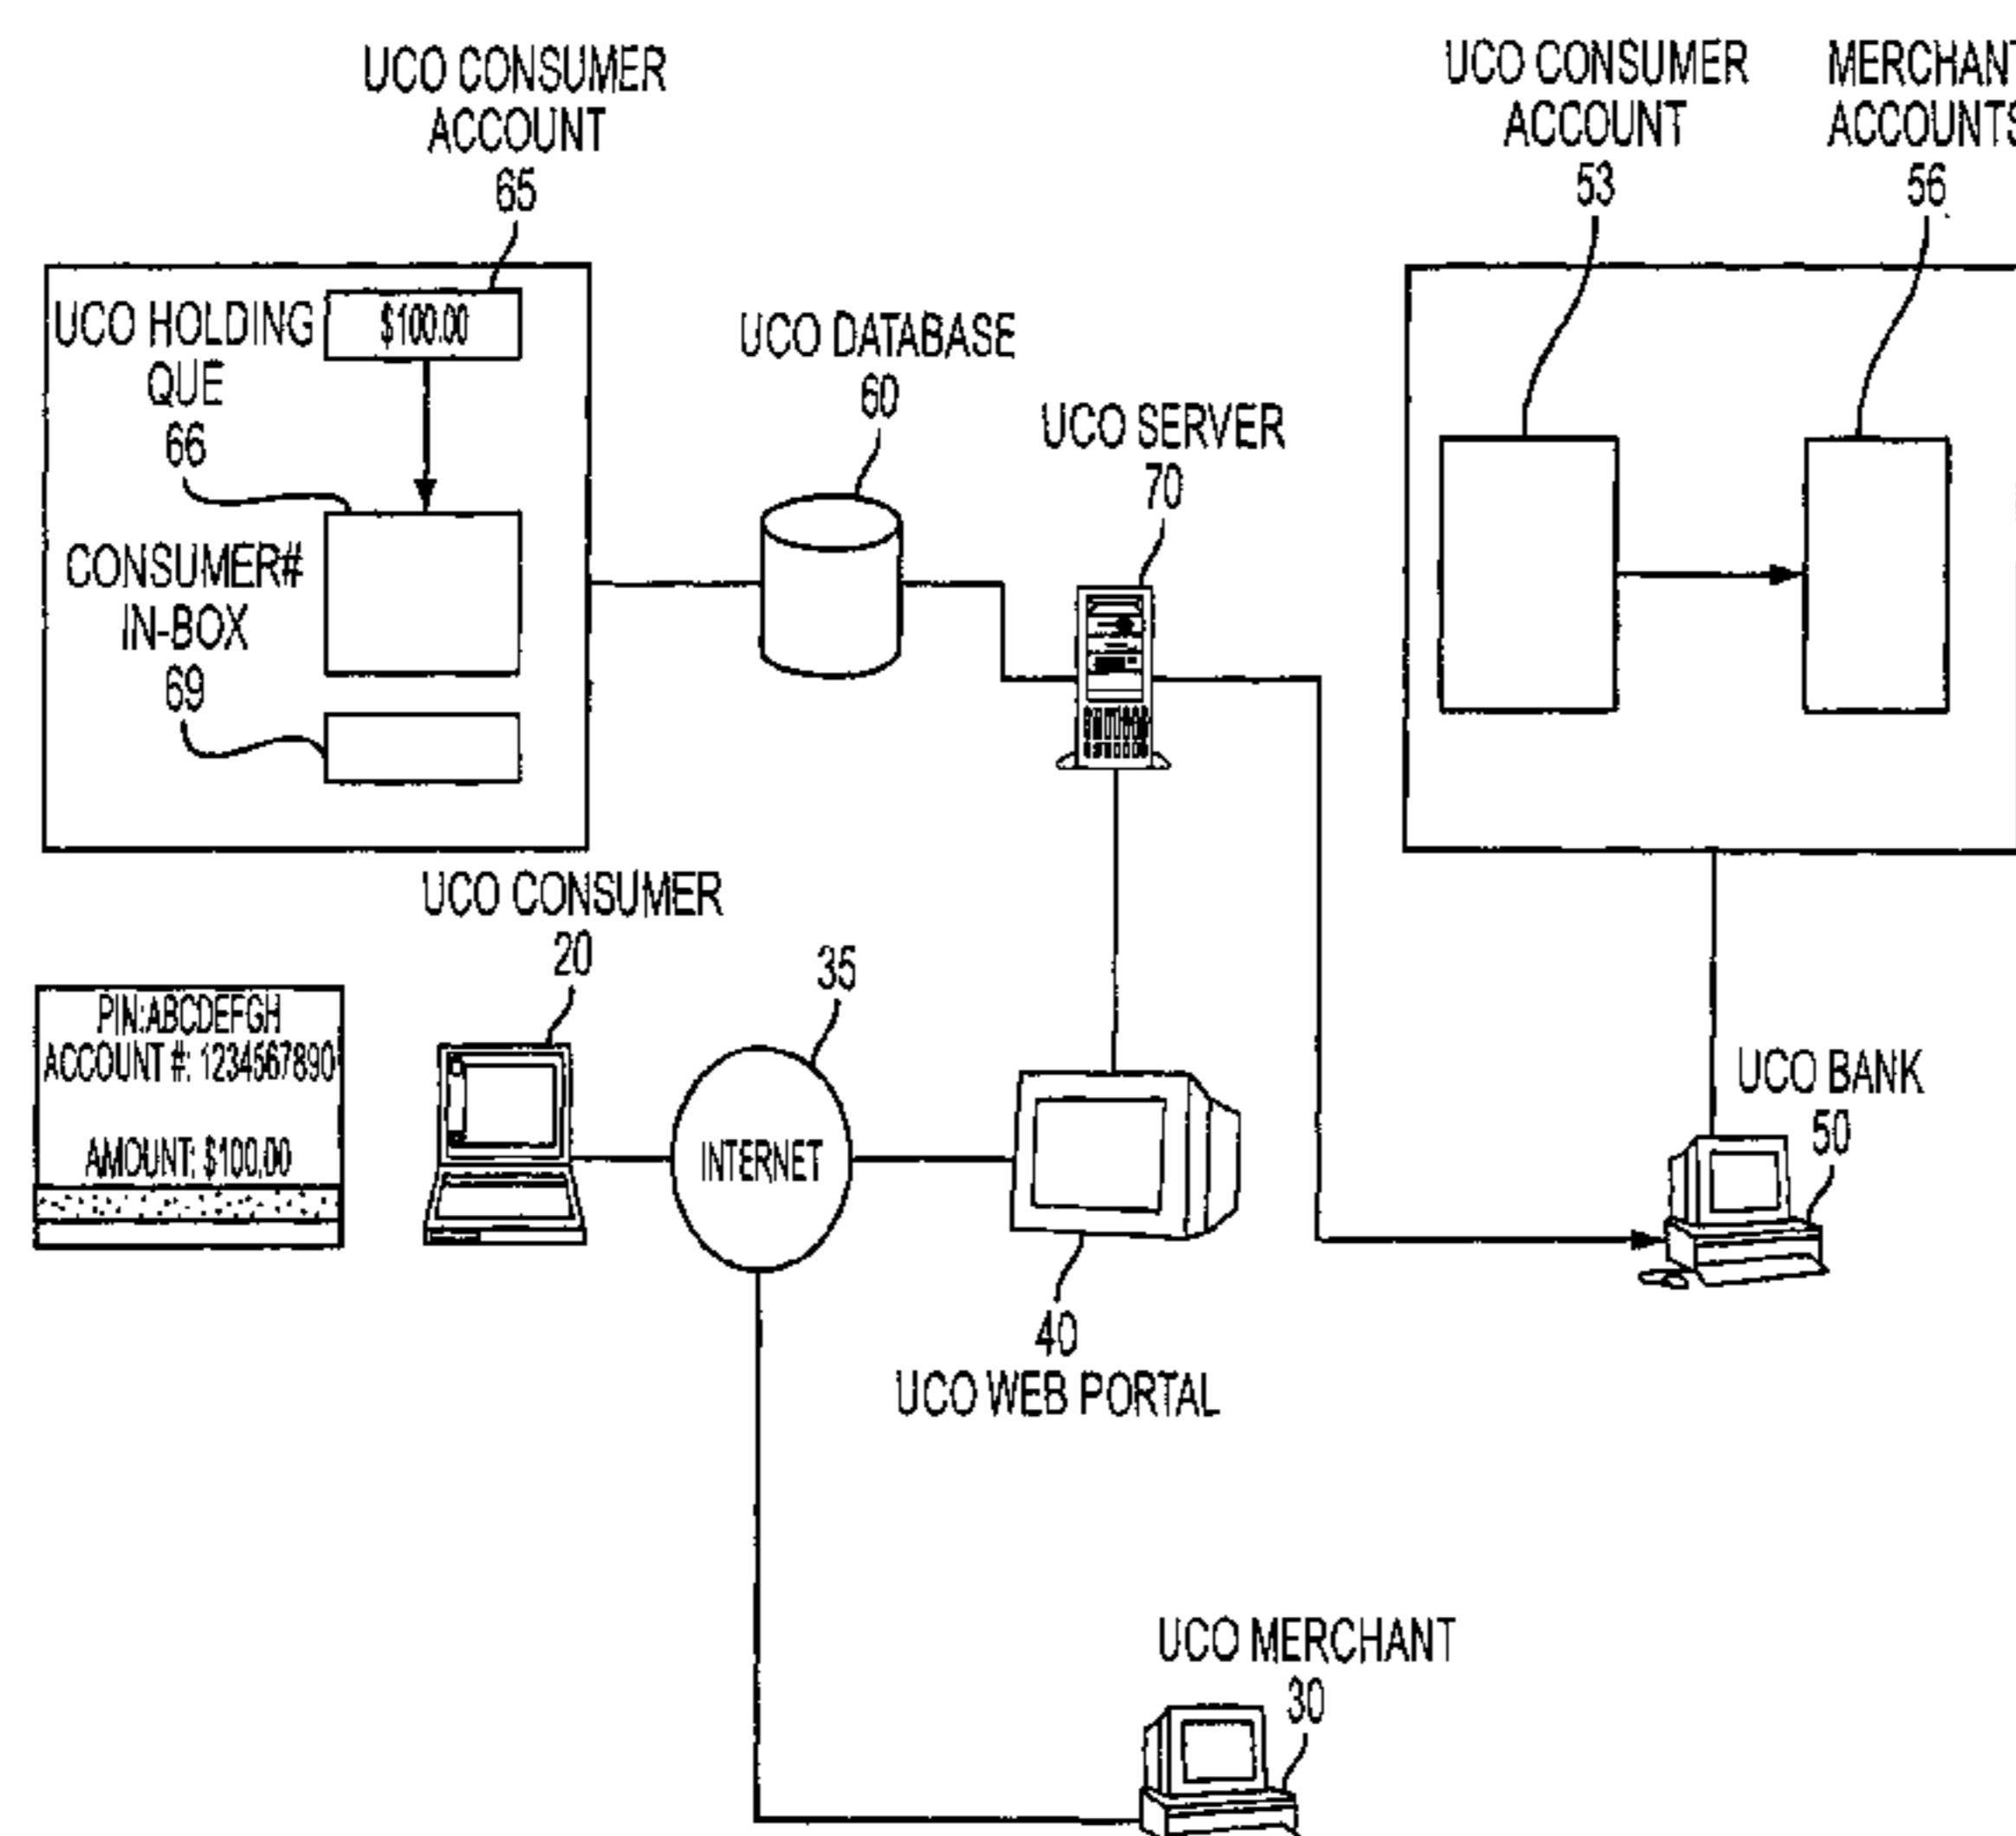 UCO CONSUMER
ACCOUNT
65
UCO CONSUMER
ACCOUNT
53
MERCHANT
ACCOUNTS
56
UCO HOLDING
QUE
66
$100.00
CONSUMER#
IN-BOX
69
UCO DATABASE
60
UCO SERVER
70
UCO CONSUMER
20
35
PIN:ABCDEFGH
ACCOUNT #: 1234567890
AMOUNT: $100.00
INTERNET
40
UCO WEB PORTAL
UCO BANK
50
UCO MERCHANT
30